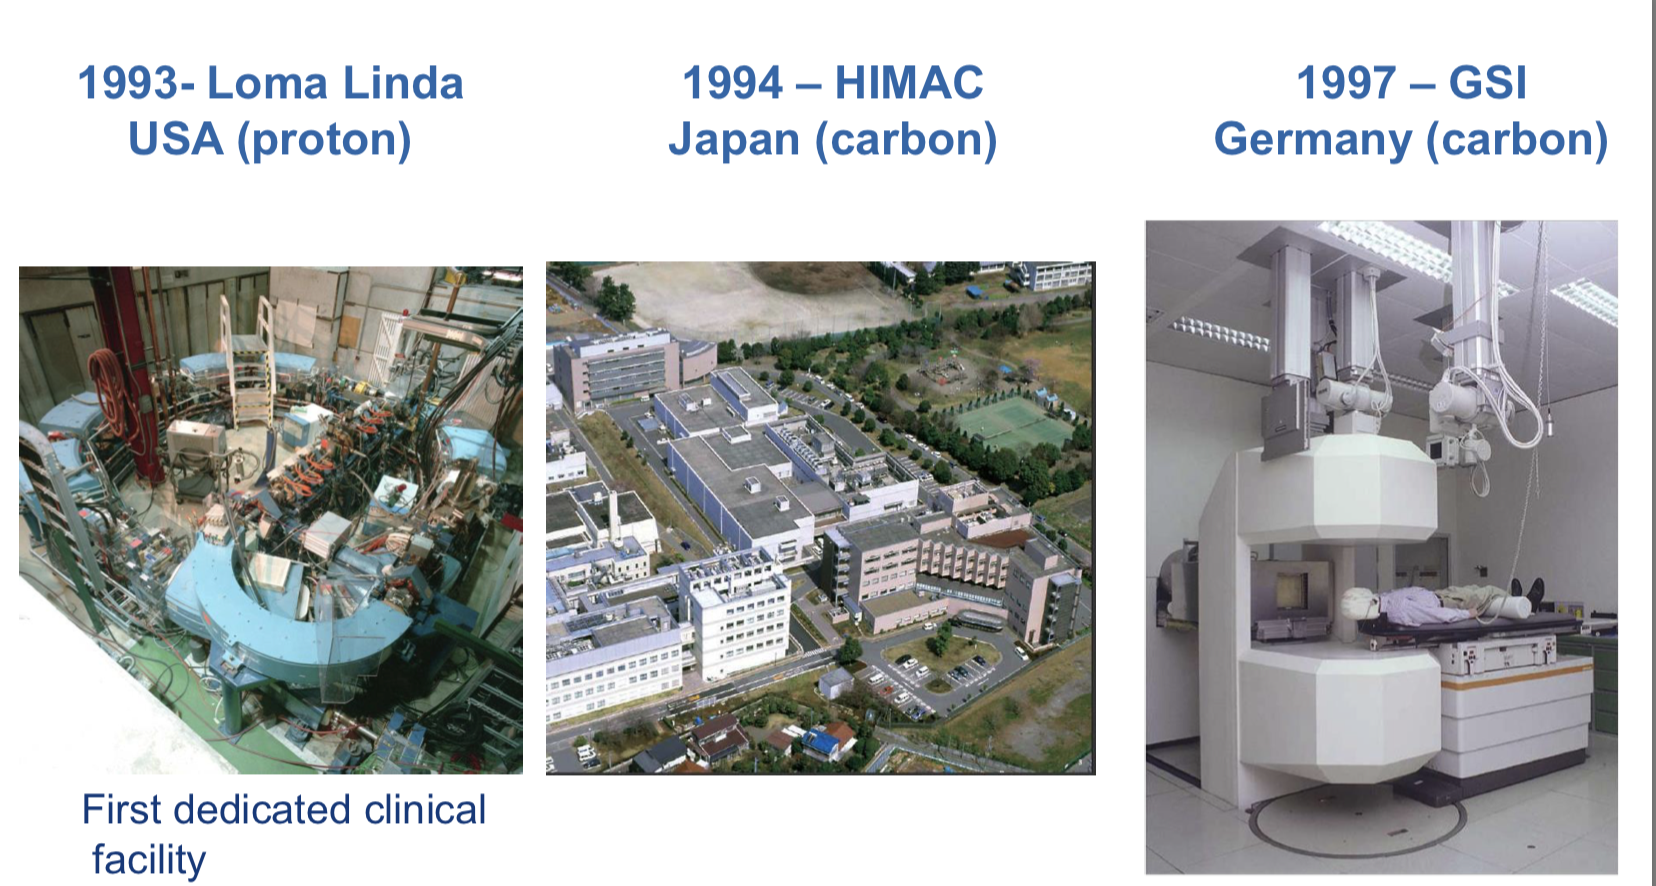 1993- Loma Linda
USA (proton)
1994 – HIMAC
Japan (carbon)
1997 – GSI
Germany (carbon)
First dedicated clinical
facility